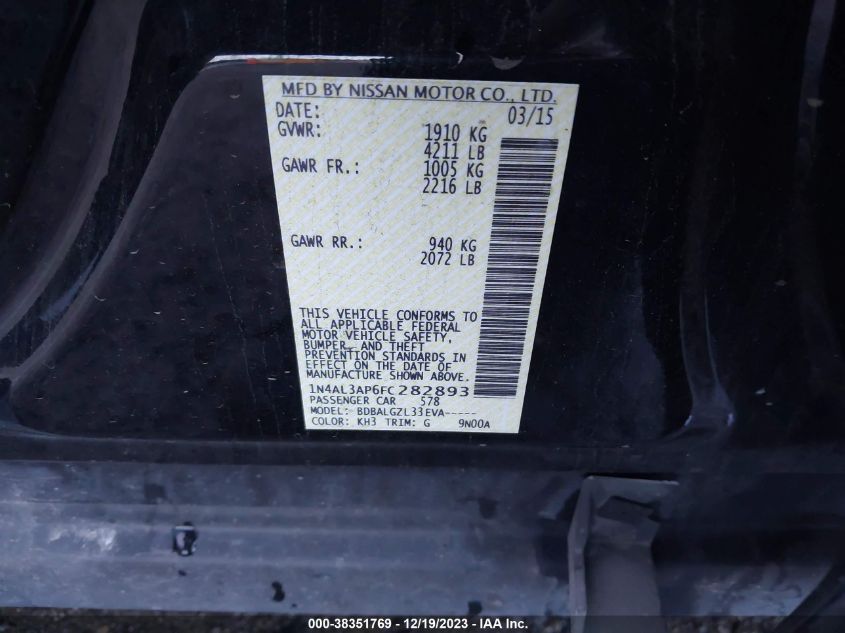 MFD BY NISSAN MOTOR CO., LTD.
DATE: 03/15
GVWR: 1910 KG
4211 LB
GAWR FR.: 1005 KG
2216 LB
GAWR RR.: 940 KG
2072 LB
THIS VEHICLE CONFORMS TO
ALL APPLICABLE FEDERAL
MOTOR VEHICLE SAFETY,
BUMPER, AND THEFT
PREVENTION STANDARDS IN
EFFECT ON THE DATE OF
MANUFACTURE SHOWN ABOVE.
1N4AL3AP6FC282893
PASSENGER CAR 578
MODEL: BDBALGZL33EVA-----
COLOR: KH3 TRIM: G 9N00A
000-38351769 - 12/19/2023 - IAA Inc.